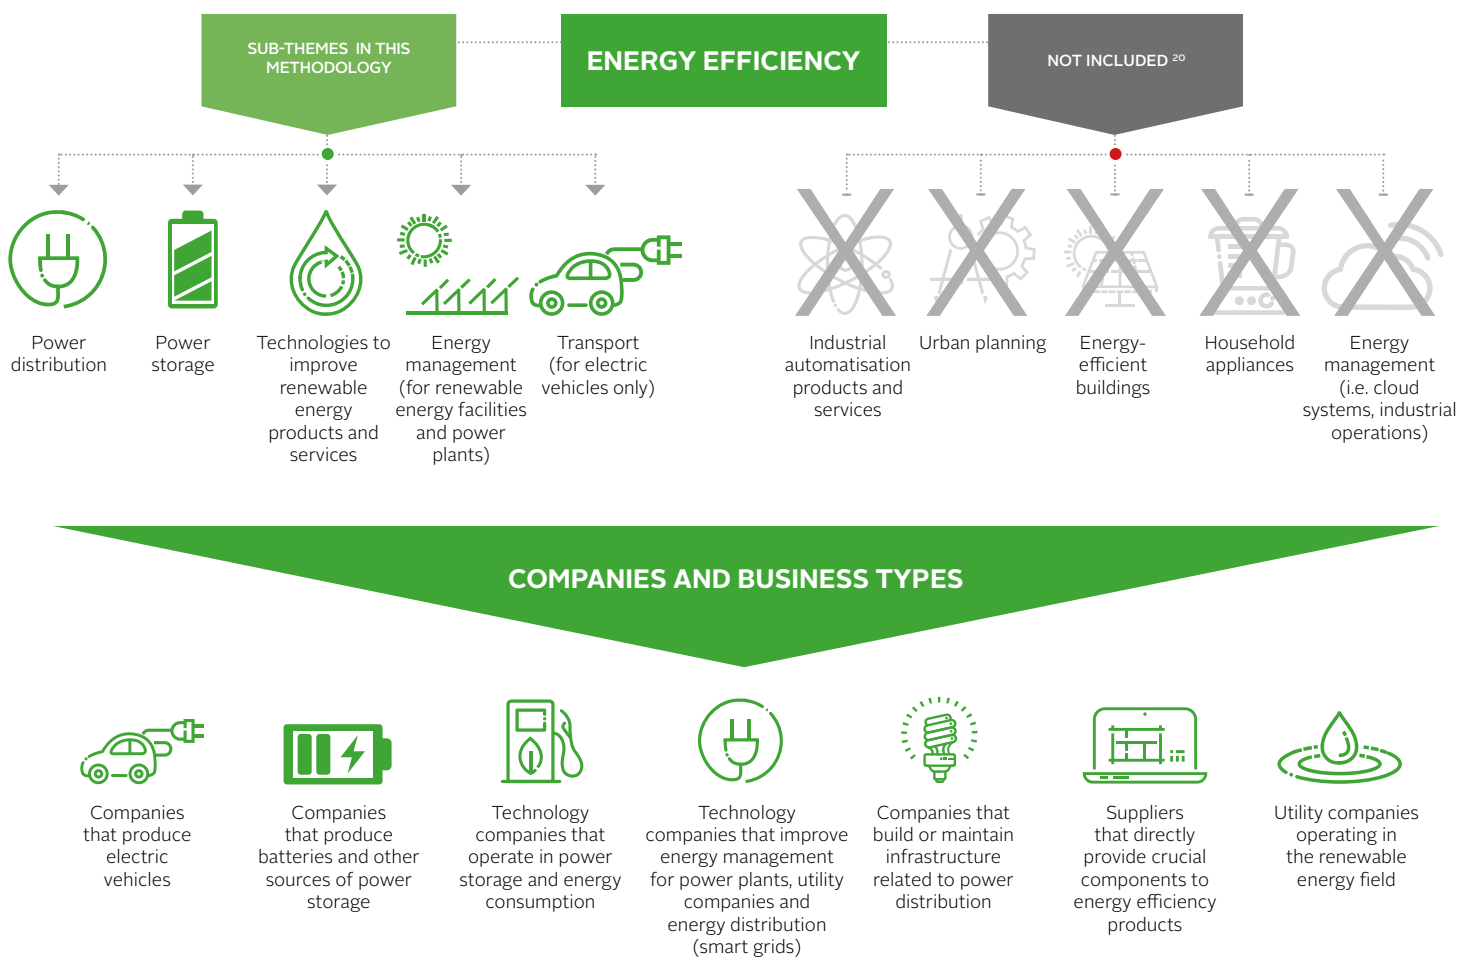 SUB-THEMES IN THIS
METHODOLOGY
ENERGY EFFICIENCY
NOT INCLUDED 20
Power
distribution
Power
storage
Technologies to
improve
renewable
energy
products and
services
Energy
management
(for renewable
energy facilities
and power
plants)
Transport
(for electric
vehicles only)
Industrial
automatisation
products and
services
Urban planning
Energy-
efficient
buildings
Household
appliances
Energy
management
(i.e. cloud
systems, industrial
operations)
COMPANIES AND BUSINESS TYPES
Companies
that produce
electric
vehicles
Companies
that produce
batteries and other
sources of power
storage
Technology
companies that
operate in power
storage and energy
consumption
Technology
companies that improve
energy management
for power plants, utility
companies and
energy distribution
(smart grids)
Companies that
build or maintain
infrastructure
related to power
distribution
Suppliers
that directly
provide crucial
components to
energy efficiency
products
Utility companies
operating in
the renewable
energy field